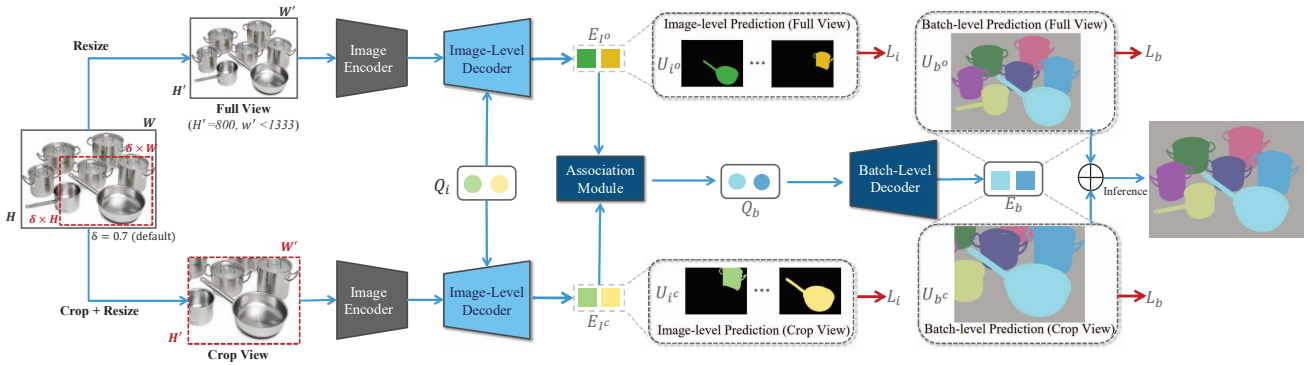 Resize
W'
H'
Full View
(H'=800, w' <1333)
W
δ × W
H
δ × H
δ = 0.7 (default)
Crop + Resize
W'
H'
Crop View
Image
Encoder
Image-Level
Decoder
E_I^o
Image-level Prediction (Full View)
U_i^o
...
L_i
Batch-level Prediction (Full View)
U_b^o
L_b
Q_i
Association
Module
Q_b
Batch-Level
Decoder
E_b
Inference
Image
Encoder
Image-Level
Decoder
E_I^c
U_i^c
...
Image-level Prediction (Crop View)
L_i
U_b^c
Batch-level Prediction (Crop View)
L_b